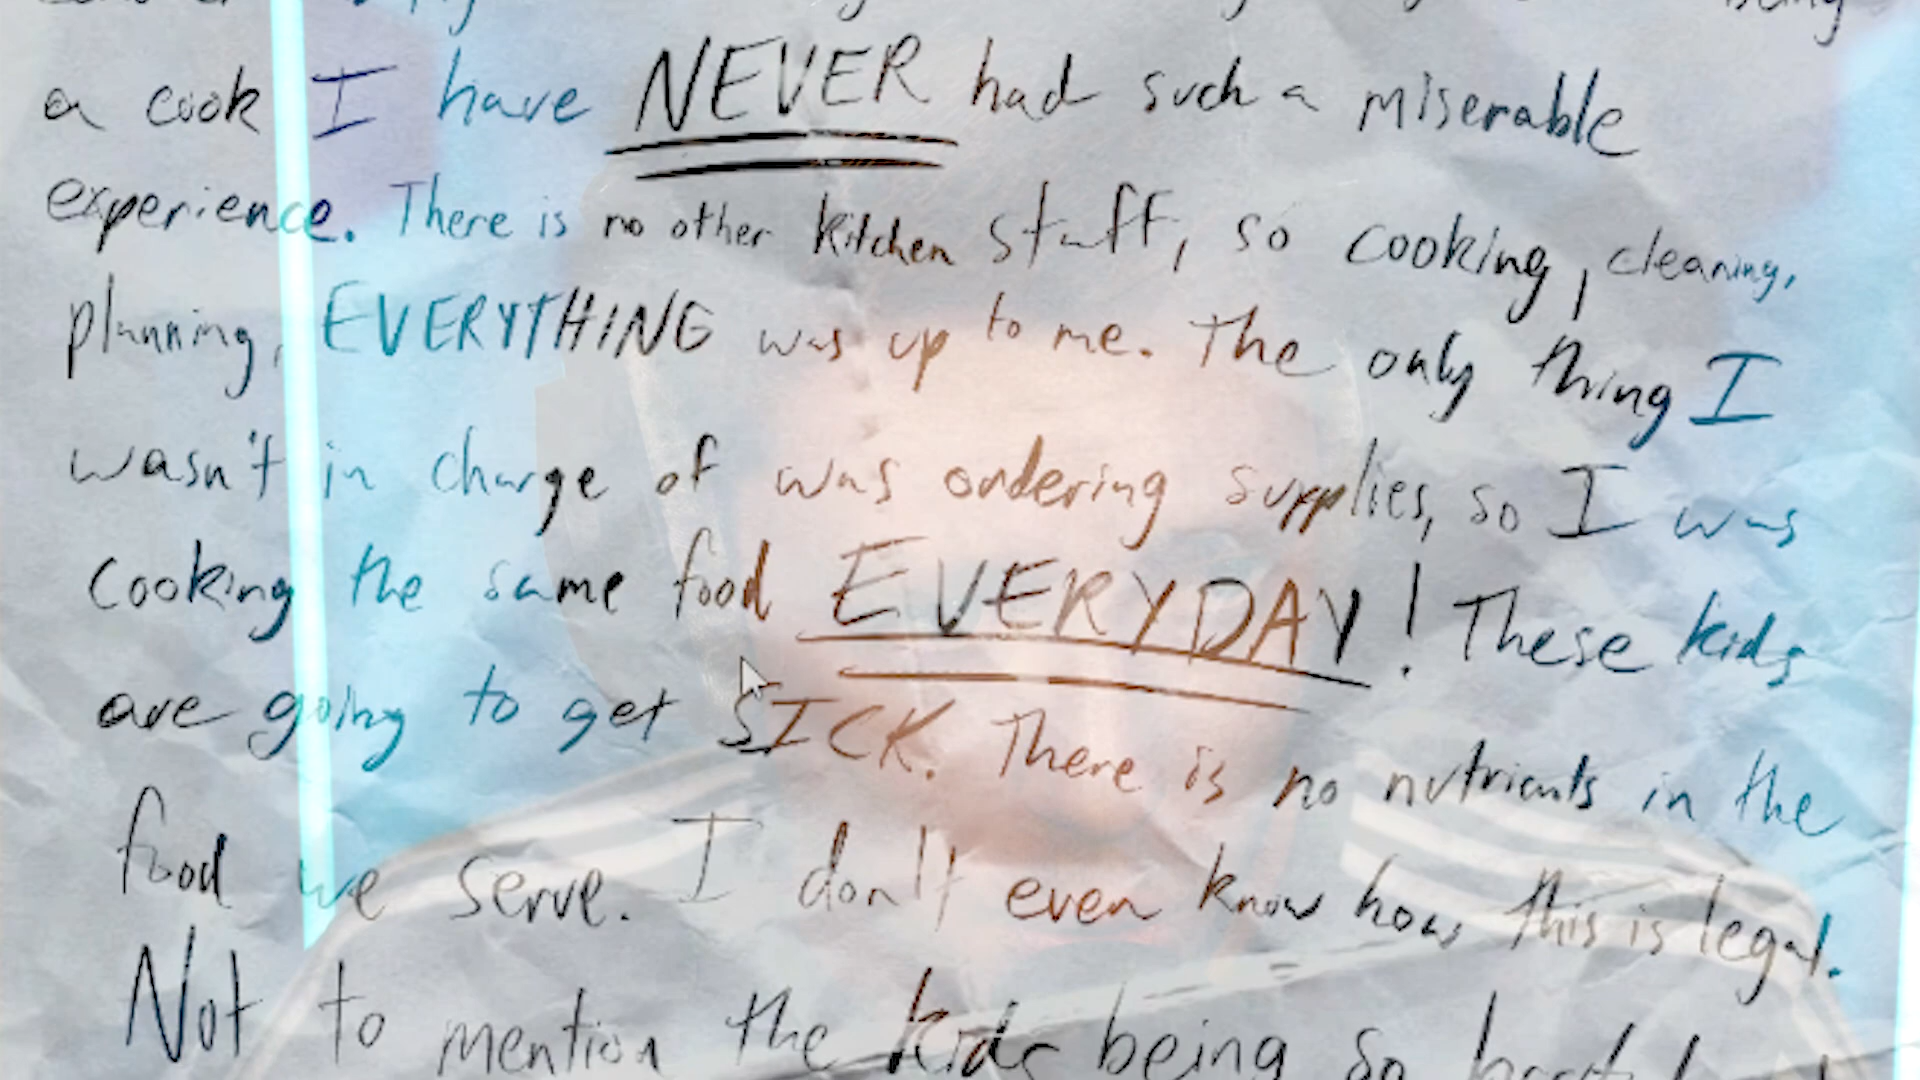 being
a cook I have NEVER had such a miserable
experience. There is no other kitchen staff, so cooking, cleaning,
planning, EVERYTHING was up to me. The only thing I
wasn't in charge of was ordering supplies, so I was
cooking the same food EVERYDAY! These kids
are going to get SICK. There is no nutrients in the
food we serve. I don't even know how this is legal.
Not to mention the kids being so